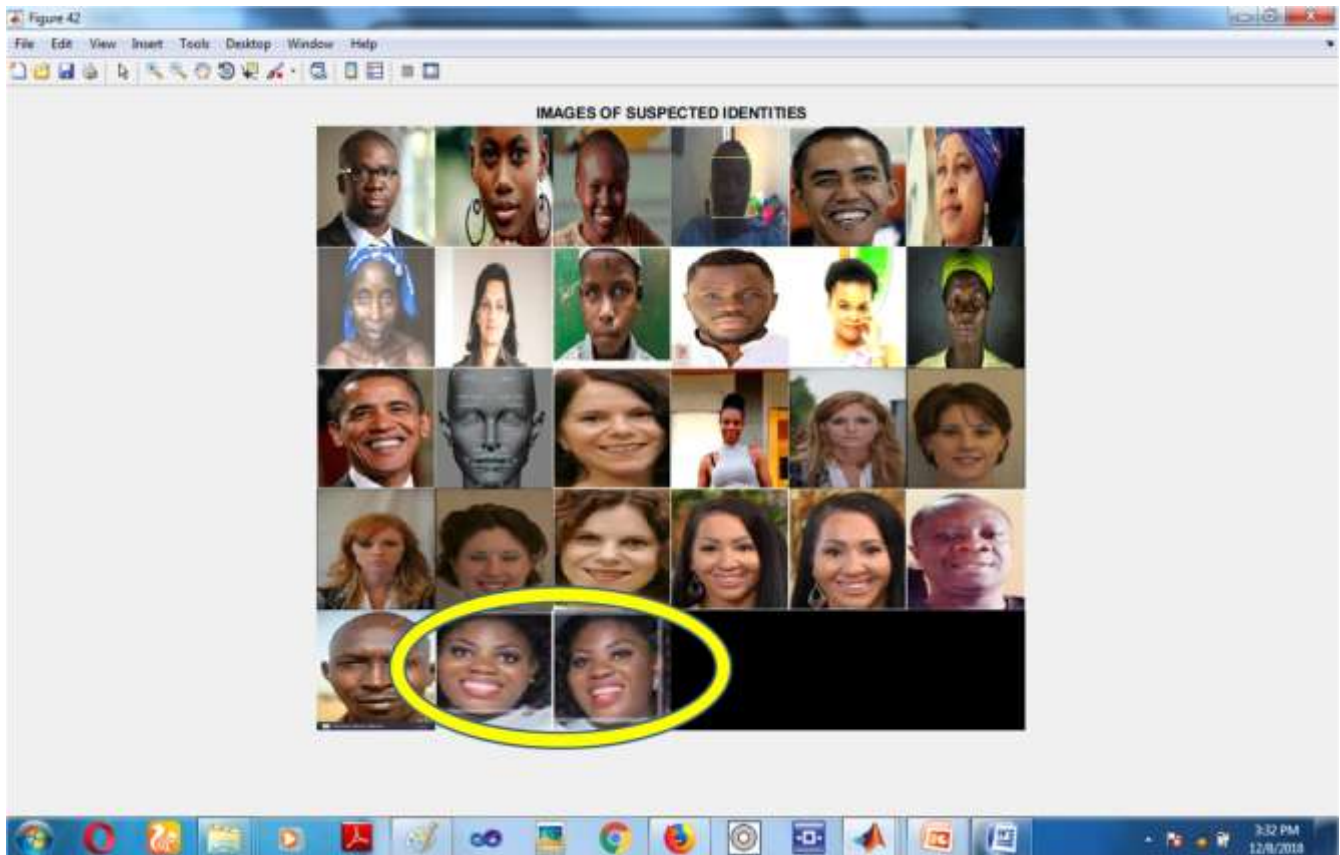 Figure 42
File Edit View Insert Tools Desktop Window Help
IMAGES OF SUSPECTED IDENTITIES
3:32 PM
12/8/2018